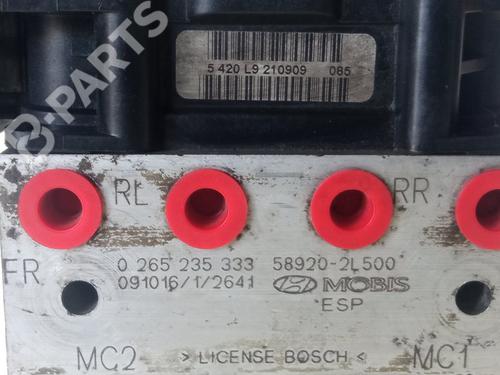 5 420 L9 210909 085
B-PARTS
RL RR
FR 0 265 235 333 58920-2L500
091016/1/2641 MOBIS
ESP
MC2 > LICENSE BOSCH < MC1